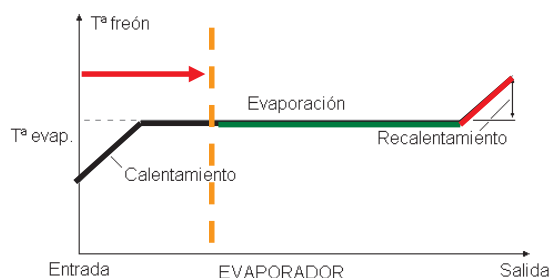 Tª freón
Evaporación
Tª evap.
Recalentamiento
Calentamiento
Entrada
EVAPORADOR
Salida